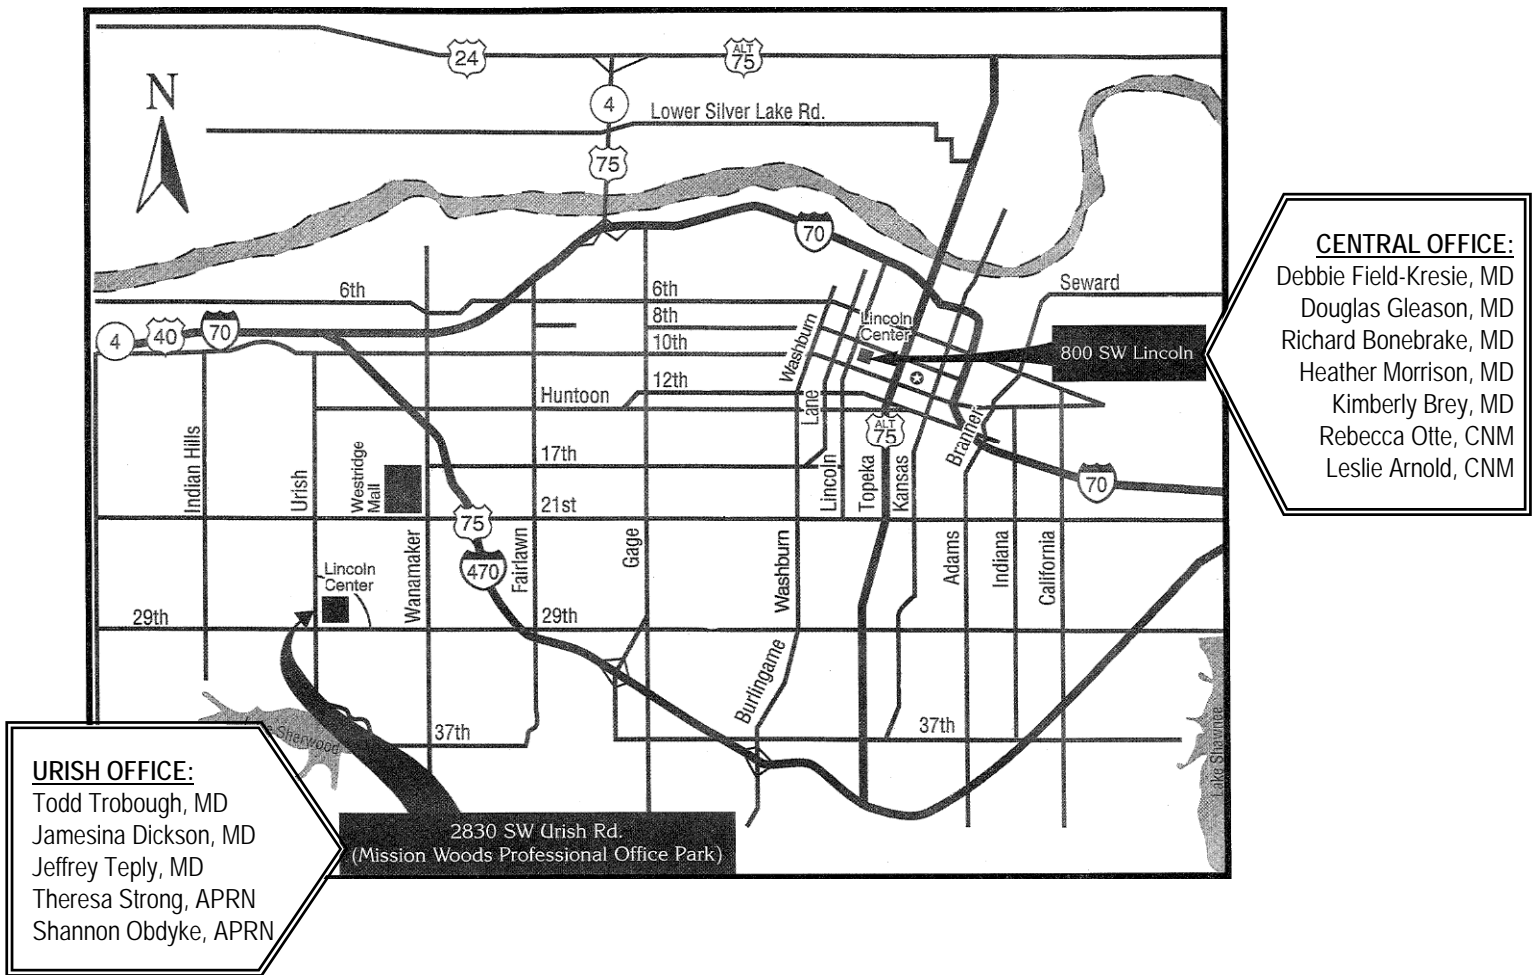 24
ALT
75
N
4
Lower Silver Lake Rd.
75
70
CENTRAL OFFICE:
Debbie Field-Kresie, MD
Douglas Gleason, MD
Richard Bonebrake, MD
Heather Morrison, MD
Kimberly Brey, MD
Rebecca Otte, CNM
Leslie Arnold, CNM
Seward
6th
6th
8th
10th
12th
4
40
70
Lincoln
Center
800 SW Lincoln
Washburn
Lane
Huntoon
ALT
75
Branner
17th
70
Indian Hills
Urish
Westridge
Mall
21st
Lincoln
Topeka
Kansas
75
470
Lincoln
Center
Wanamaker
Fairlawn
Gage
Washburn
Adams
Indiana
California
29th
29th
Burlingame
37th
37th
Sherwood
Lake Shawnee
URISH OFFICE:
Todd Trobough, MD
Jamesina Dickson, MD
Jeffrey Teply, MD
Theresa Strong, APRN
Shannon Obdyke, APRN
2830 SW Urish Rd.
(Mission Woods Professional Office Park)